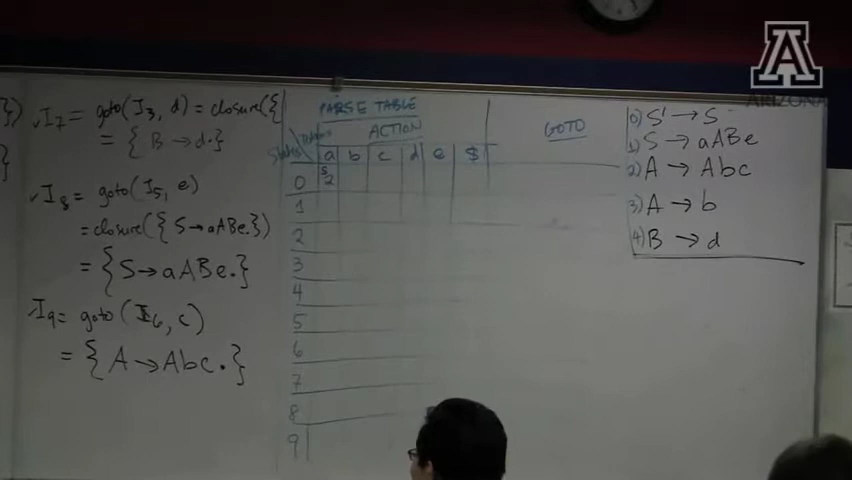 })
}
✓I7 = goto(I3, d) = closure({
= { B → d.}
✓I8 = goto(I5, e)
= closure({ S → aABe.})
= { S → aABe.}
✓I9 = goto(I6, c)
= { A → Abc. }
PARSE TABLE
ACTION
GOTO
States
a b c d e $
0 S2
1
2
3
4
5
6
7
8
9
0) S' → S
1) S → aABe
2) A → Abc
3) A → b
4) B → d
A
ARIZONA